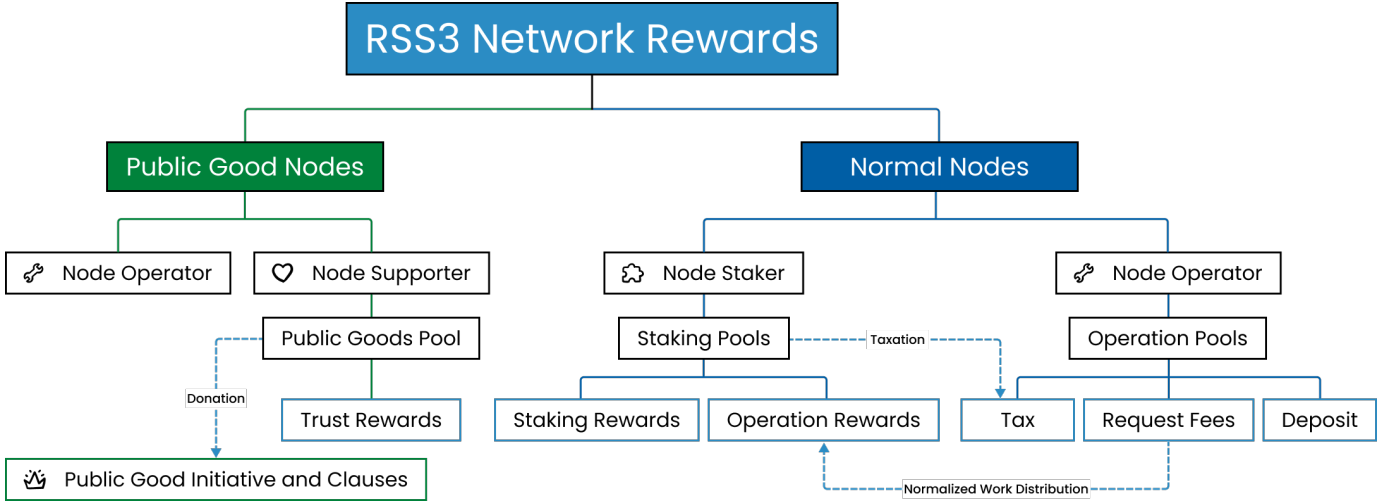 RSS3 Network Rewards
Public Good Nodes
Normal Nodes
Node Operator
Node Supporter
Node Staker
Node Operator
Public Goods Pool
Staking Pools
Taxation
Operation Pools
Donation
Trust Rewards
Staking Rewards
Operation Rewards
Tax
Request Fees
Deposit
Public Good Initiative and Clauses
Normalized Work Distribution